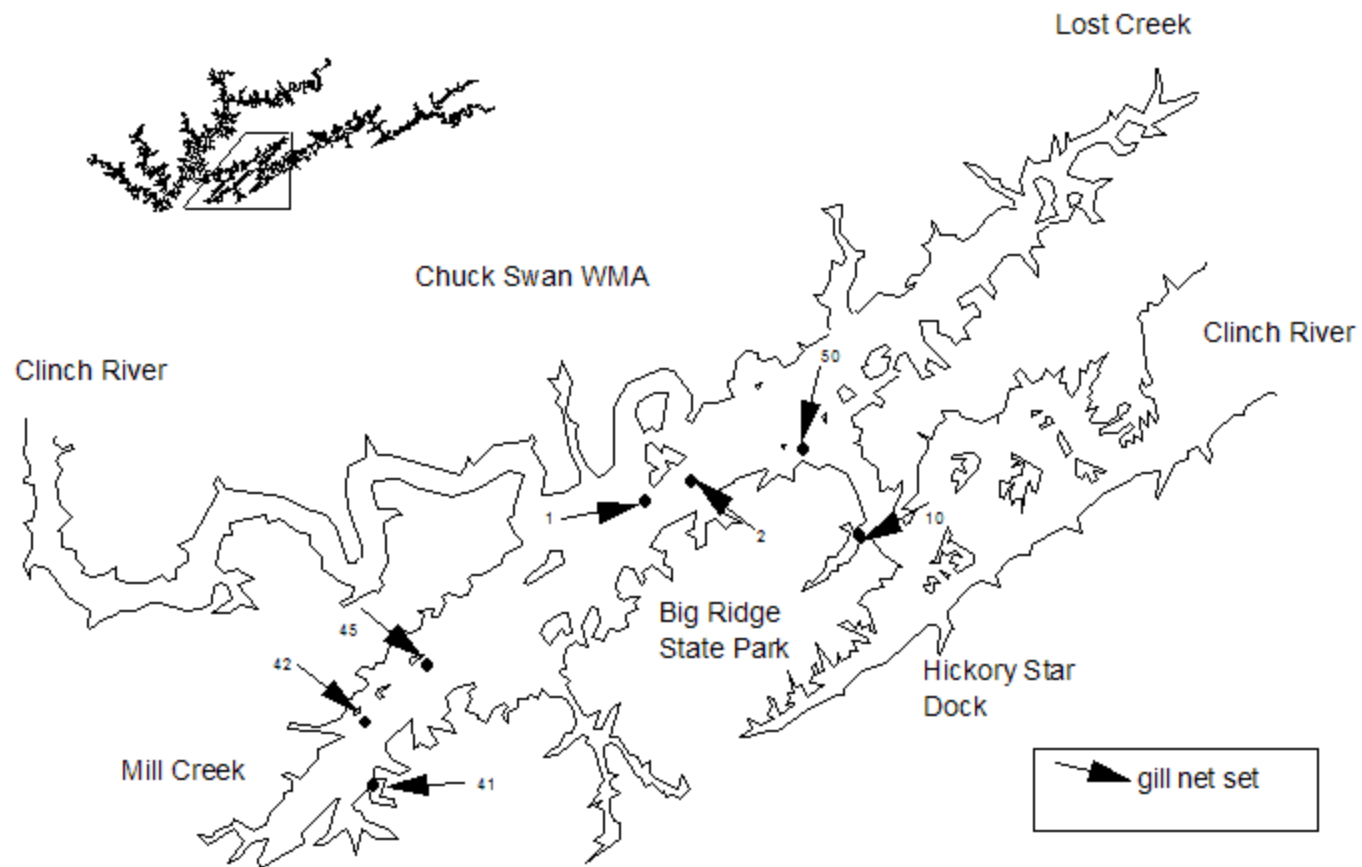 Lost Creek
Chuck Swan WMA
Clinch River
Clinch River
50
1
2
10
Big Ridge
State Park
45
42
Hickory Star
Dock
Mill Creek
41
gill net set